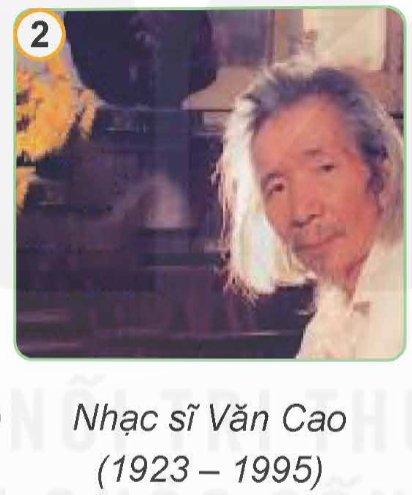 2
Nhạc sĩ Văn Cao
(1923 – 1995)